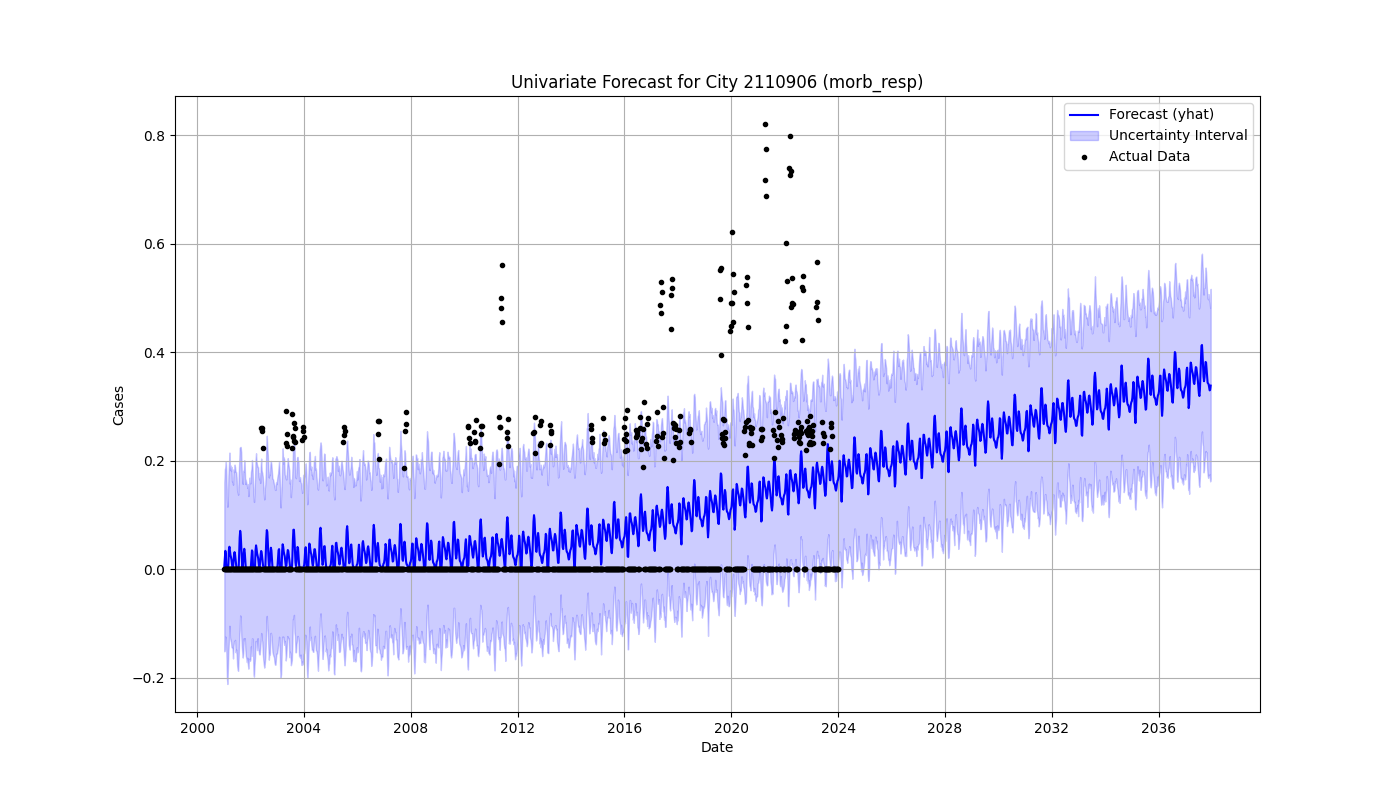 Univariate Forecast for City 2110906 (morb_resp)
Forecast (yhat)
Uncertainty Interval
Actual Data
Cases
0.8
0.6
0.4
0.2
0.0
−0.2
2000 2004 2008 2012 2016 2020 2024 2028 2032 2036
Date